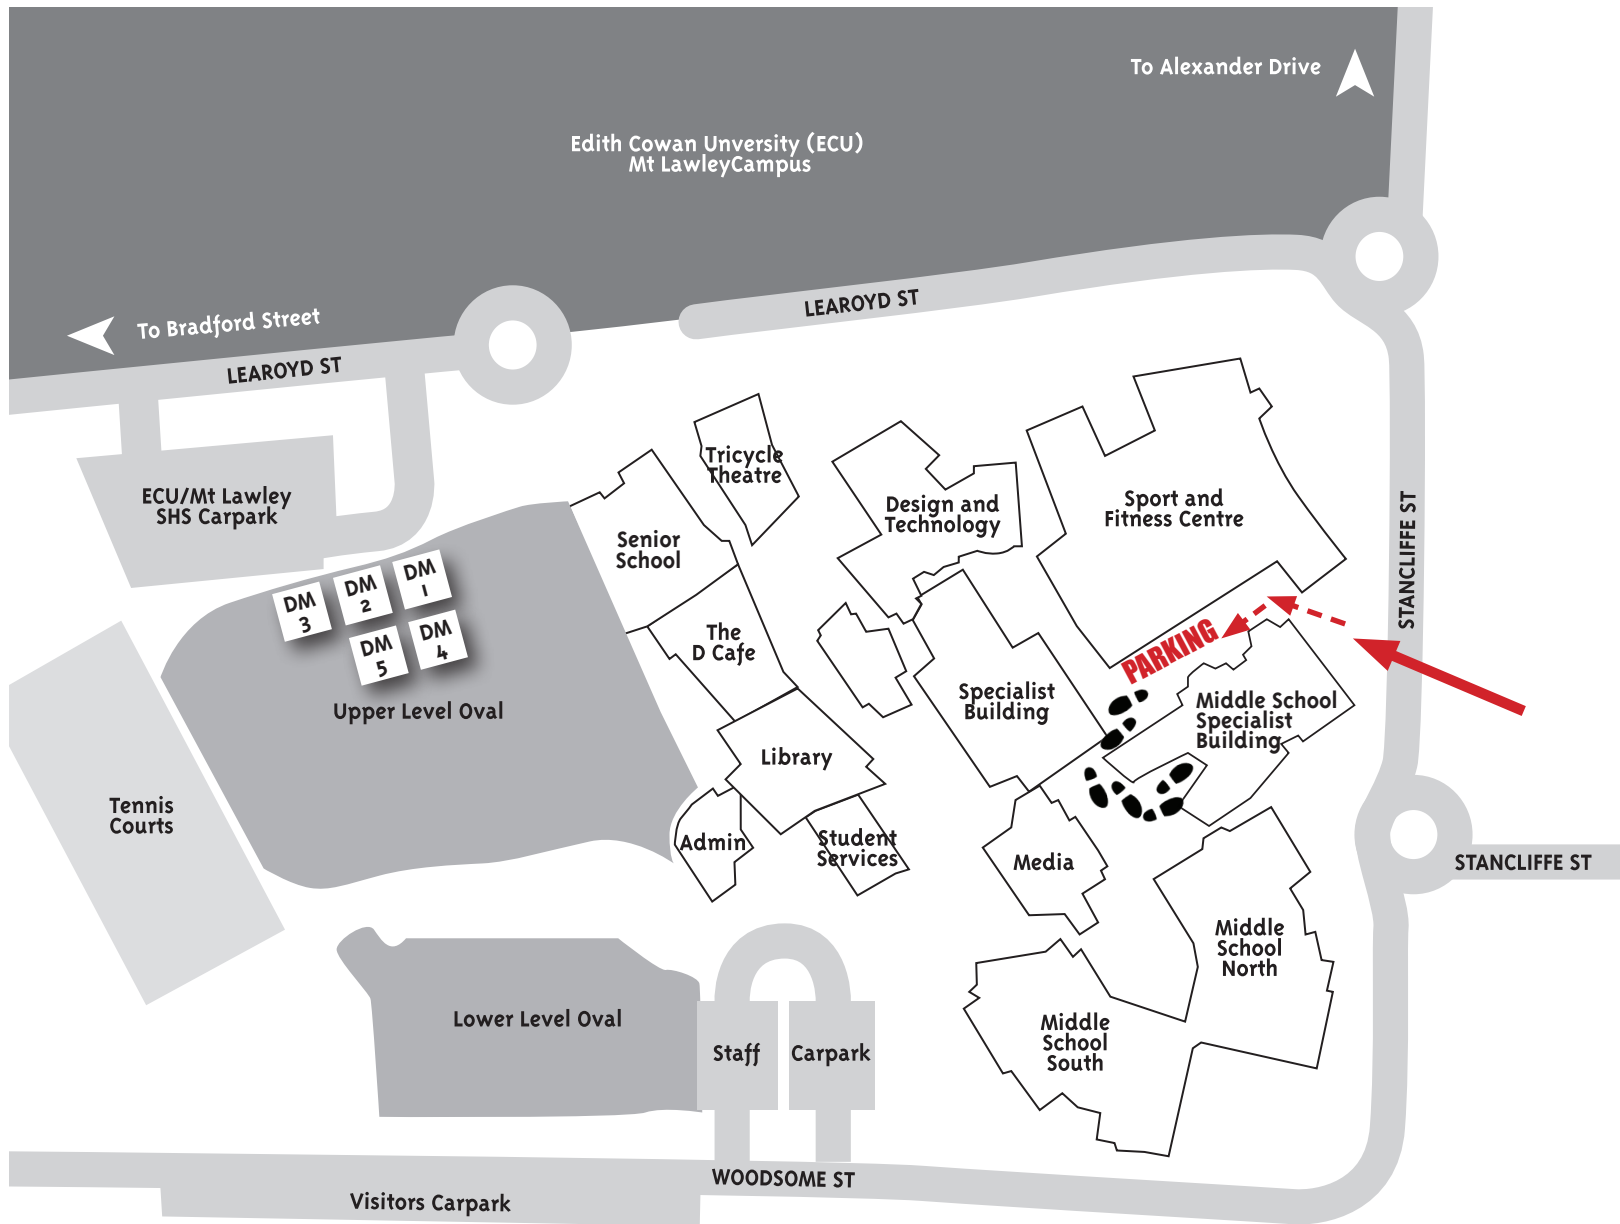 To Alexander Drive
Edith Cowan Unversity (ECU)
Mt LawleyCampus
LEAROYD ST
To Bradford Street
LEAROYD ST
Tricycle
Theatre
ECU/Mt Lawley
SHS Carpark
Design and
Technology
Sport and
Fitness Centre
STANCLIFFE ST
Senior
School
DM
1
DM
2
DM
3
DM
4
DM
5
The
D Cafe
PARKING
Upper Level Oval
Specialist
Building
Middle School
Specialist
Building
Library
Tennis
Courts
Admin
Student
Services
Media
STANCLIFFE ST
Middle
School
North
Lower Level Oval
Staff
Carpark
Middle
School
South
WOODSOME ST
Visitors Carpark